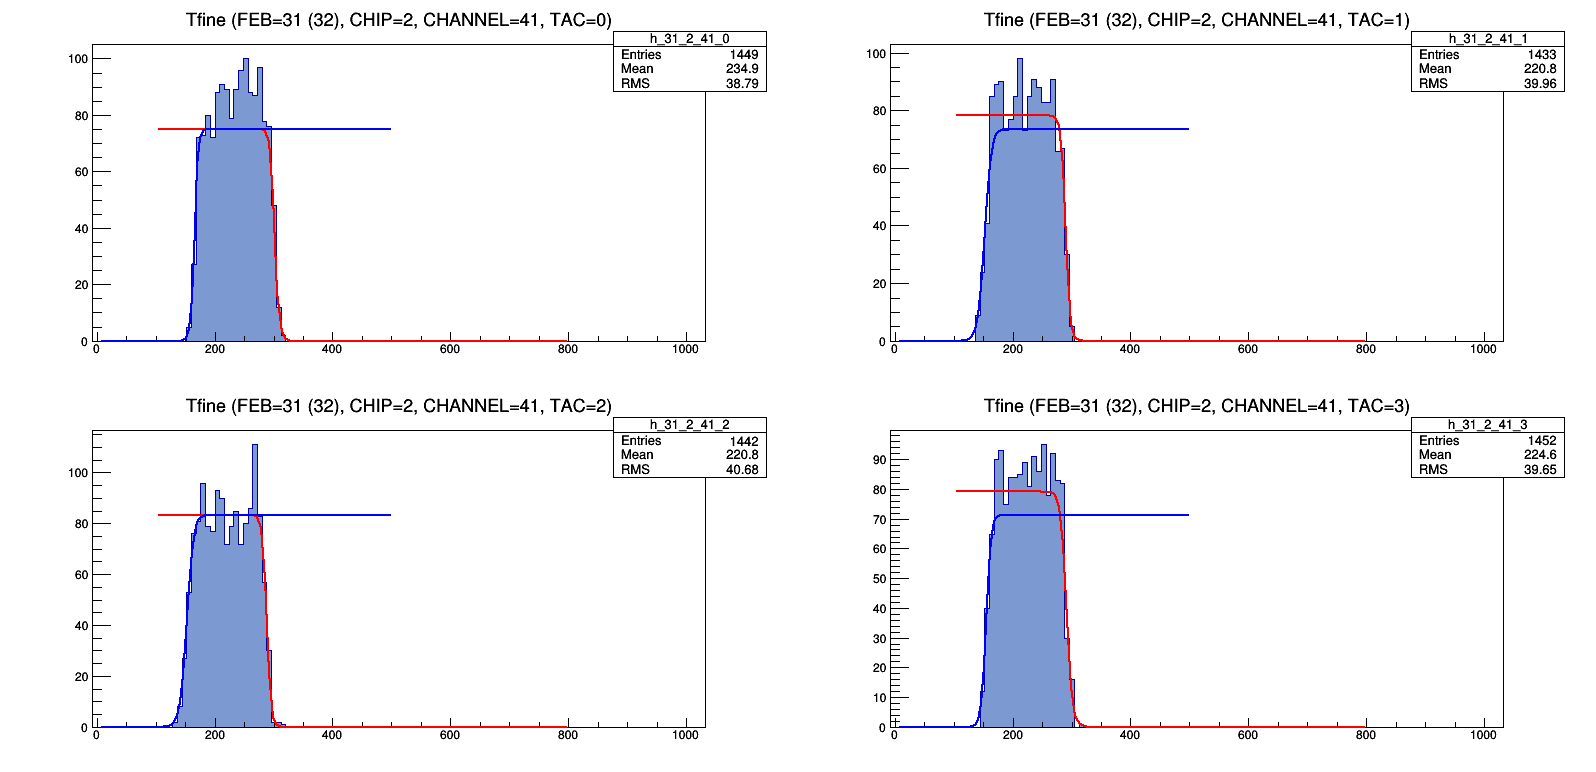 Tfine (FEB=31 (32), CHIP=2, CHANNEL=41, TAC=0)
h_31_2_41_0
Entries 1449
Mean 234.9
RMS 38.79
100
80
60
40
20
0
0 200 400 600 800 1000
Tfine (FEB=31 (32), CHIP=2, CHANNEL=41, TAC=1)
h_31_2_41_1
Entries 1433
Mean 220.8
RMS 39.96
100
80
60
40
20
0
0 200 400 600 800 1000
Tfine (FEB=31 (32), CHIP=2, CHANNEL=41, TAC=2)
h_31_2_41_2
Entries 1442
Mean 220.8
RMS 40.68
100
80
60
40
20
0
0 200 400 600 800 1000
Tfine (FEB=31 (32), CHIP=2, CHANNEL=41, TAC=3)
h_31_2_41_3
Entries 1452
Mean 224.6
RMS 39.65
90
80
70
60
50
40
30
20
10
0
0 200 400 600 800 1000